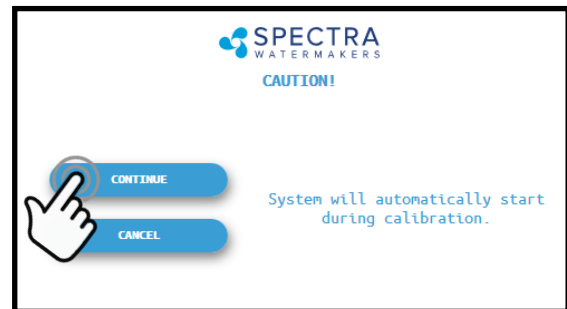 SPECTRA
WATERMAKERS
CAUTION!
CONTINUE
CANCEL
System will automatically start
during calibration.